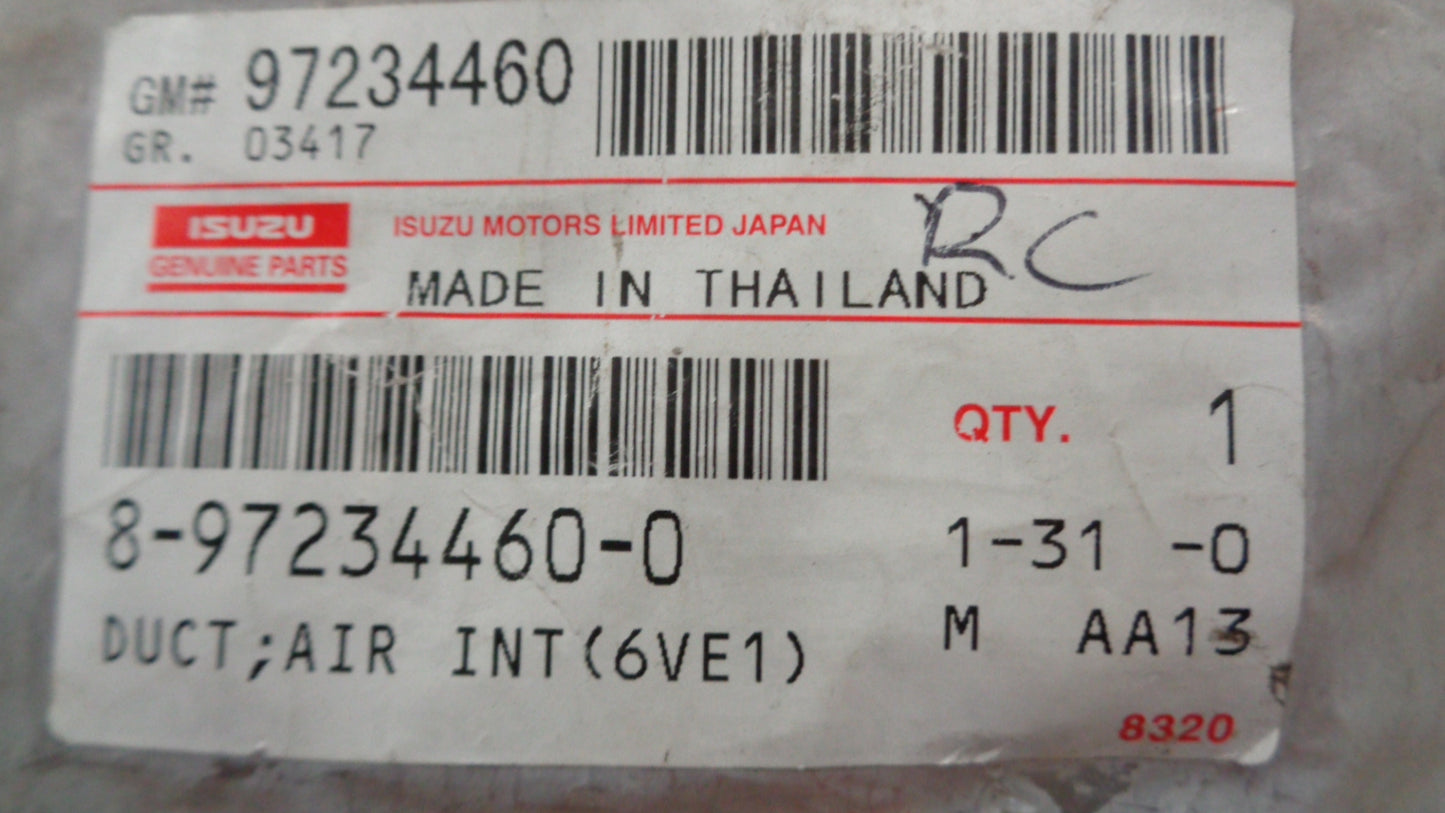 GM# 97234460
GR. 03417
ISUZU
GENUINE PARTS
ISUZU MOTORS LIMITED JAPAN
RC
MADE IN THAILAND
QTY. 1
8-97234460-0
1-31 -0
DUCT;AIR INT(6VE1)
M AA13
8320